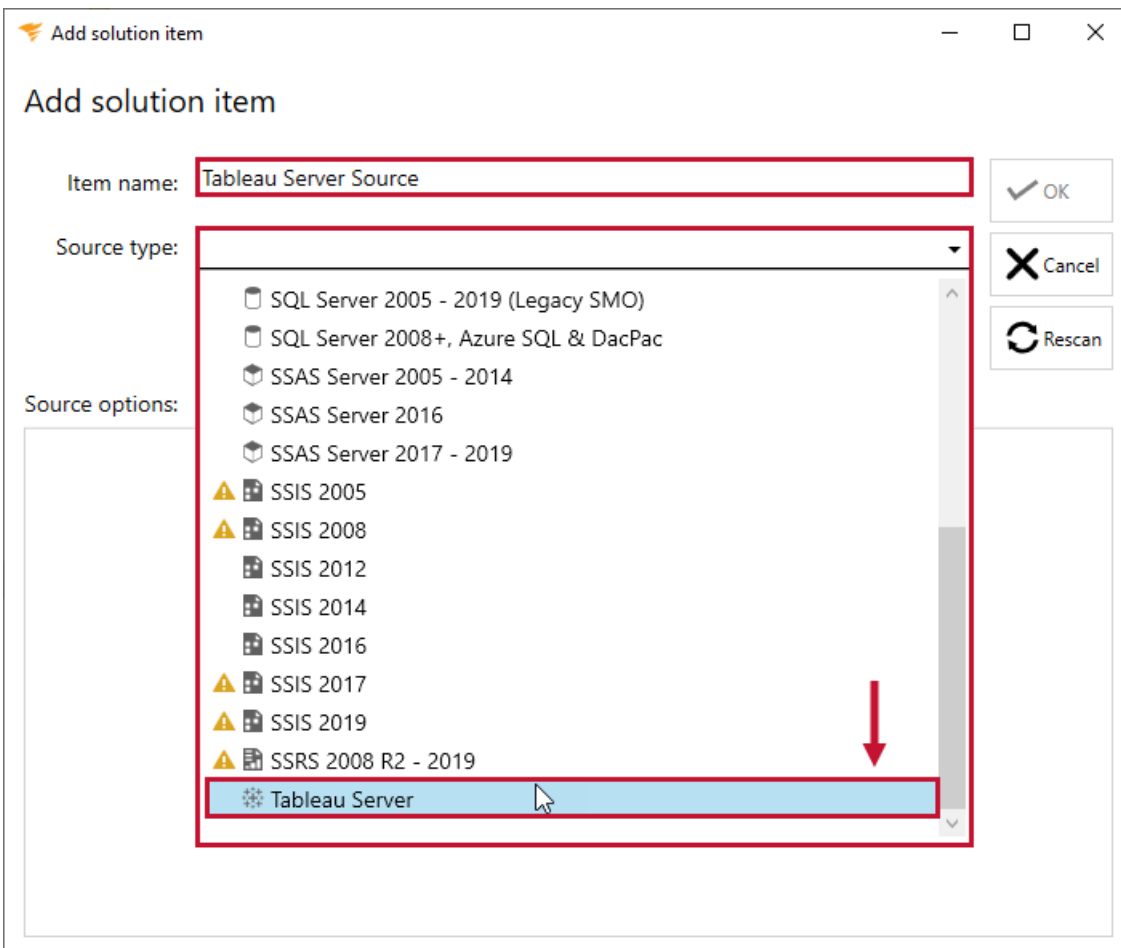 Add solution item
Add solution item
Item name: Tableau Server Source
OK
Source type:
Cancel
SQL Server 2005 - 2019 (Legacy SMO)
SQL Server 2008+, Azure SQL & DacPac
Rescan
SSAS Server 2005 - 2014
Source options:
SSAS Server 2016
SSAS Server 2017 - 2019
SSIS 2005
SSIS 2008
SSIS 2012
SSIS 2014
SSIS 2016
SSIS 2017
SSIS 2019
SSRS 2008 R2 - 2019
Tableau Server